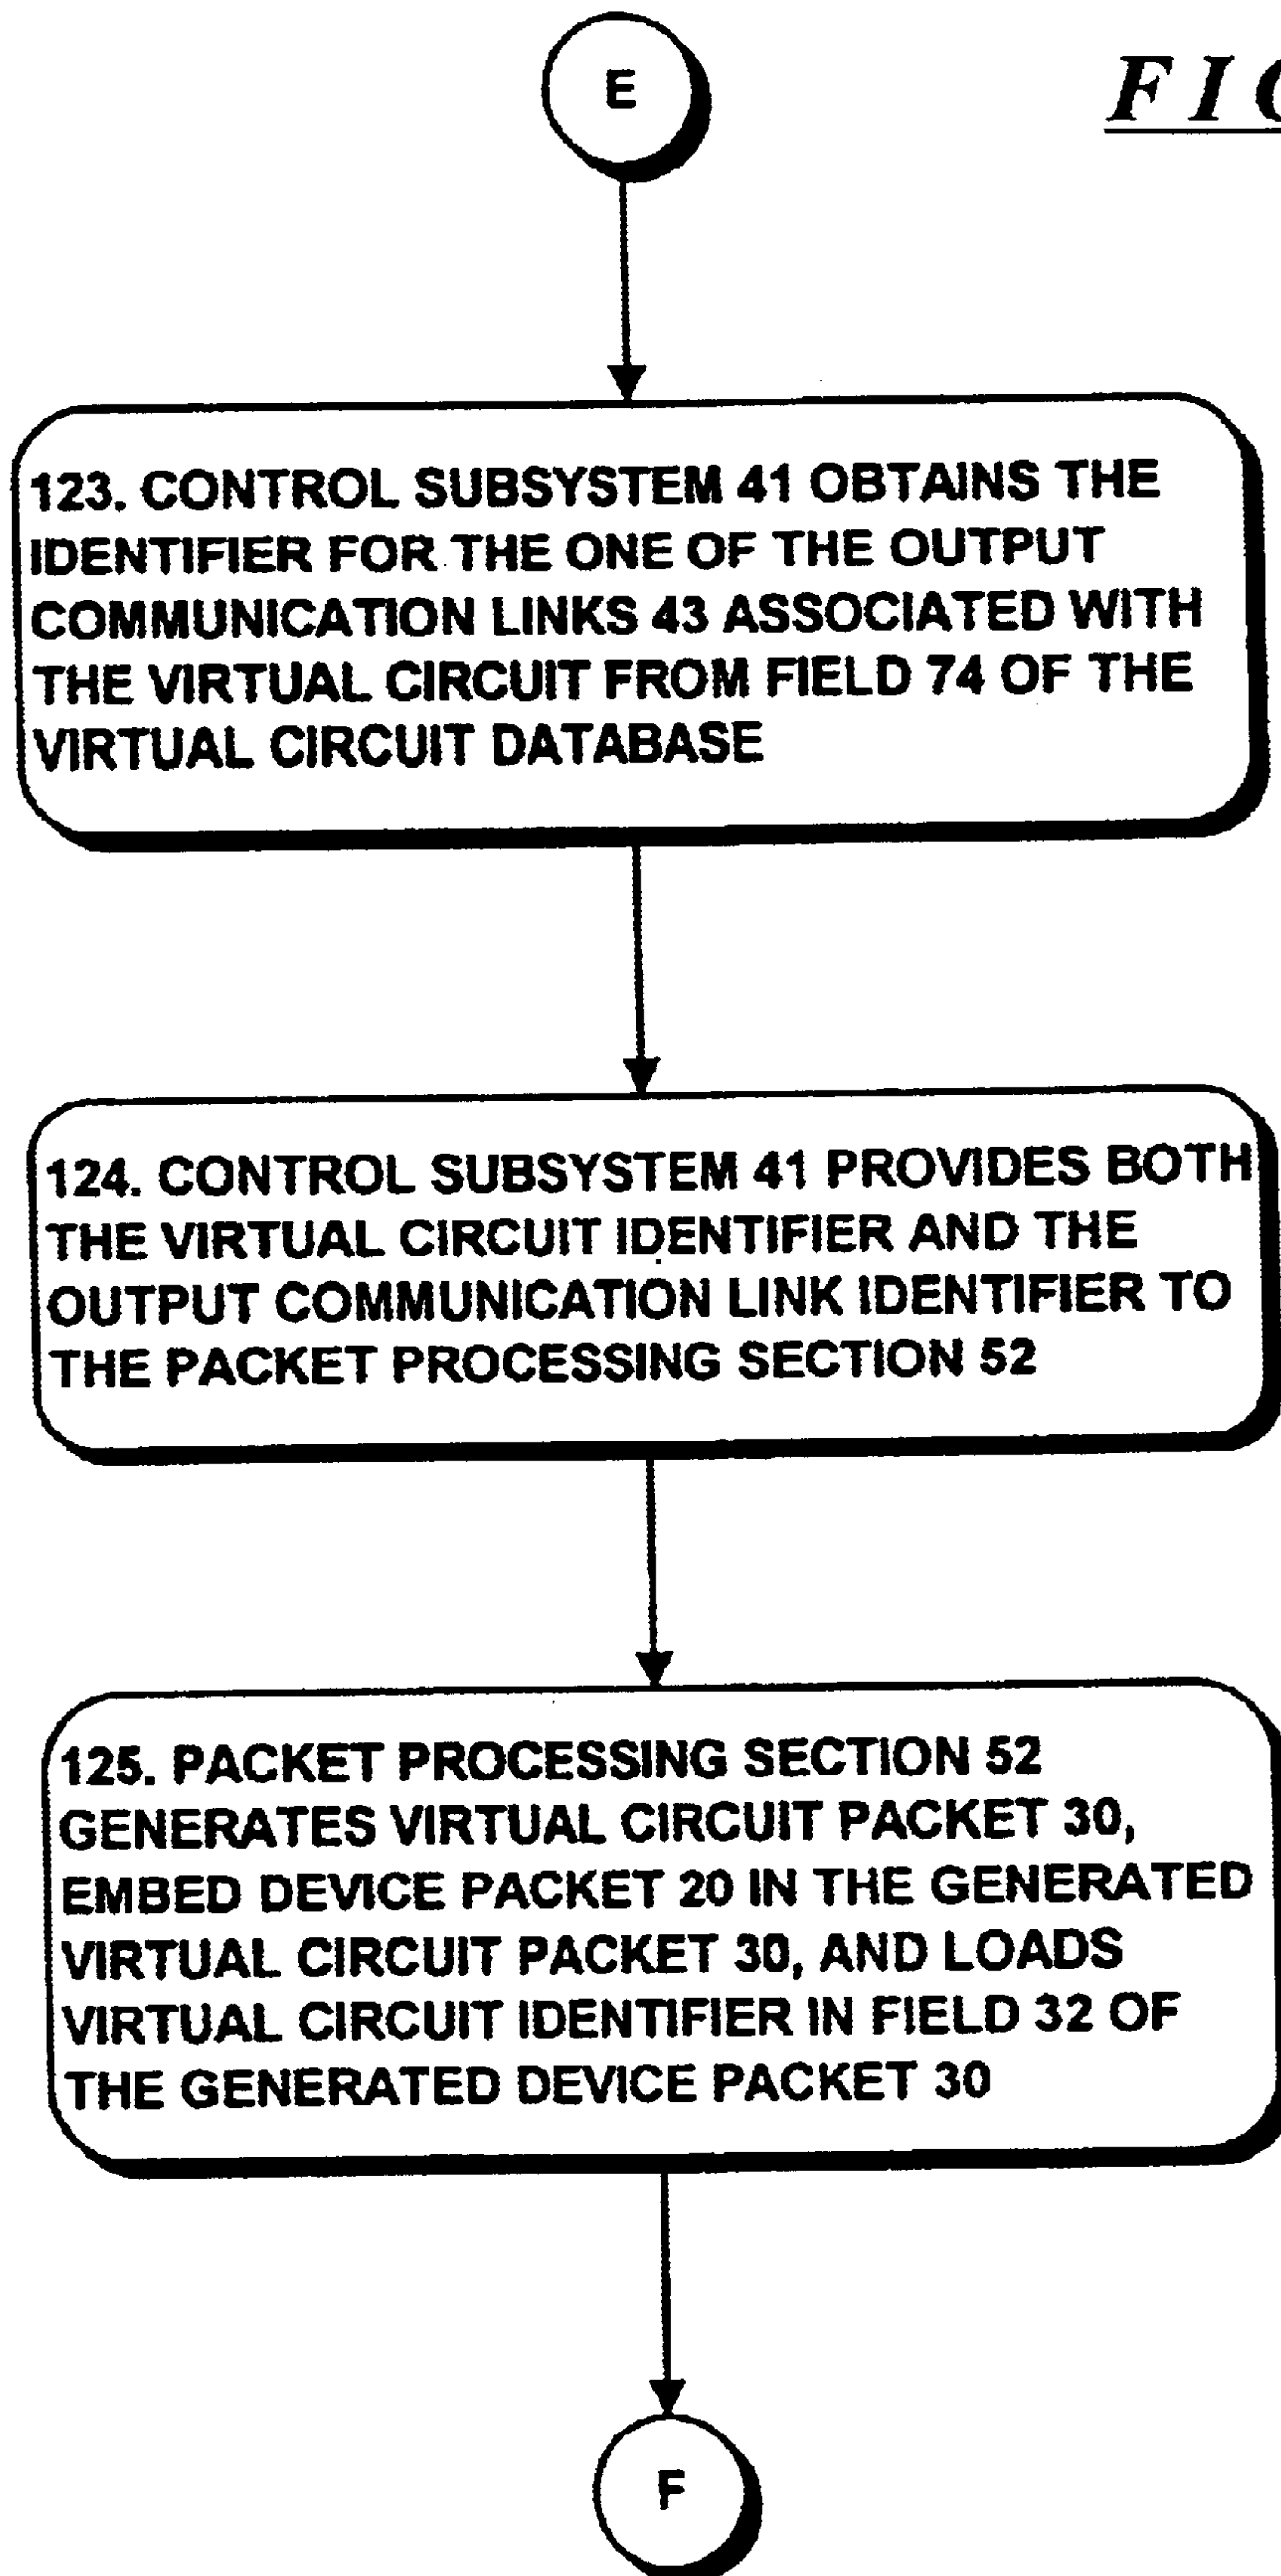 E
123. CONTROL SUBSYSTEM 41 OBTAINS THE
IDENTIFIER FOR THE ONE OF THE OUTPUT
COMMUNICATION LINKS 43 ASSOCIATED WITH
THE VIRTUAL CIRCUIT FROM FIELD 74 OF THE
VIRTUAL CIRCUIT DATABASE
124. CONTROL SUBSYSTEM 41 PROVIDES BOTH
THE VIRTUAL CIRCUIT IDENTIFIER AND THE
OUTPUT COMMUNICATION LINK IDENTIFIER TO
THE PACKET PROCESSING SECTION 52
125. PACKET PROCESSING SECTION 52
GENERATES VIRTUAL CIRCUIT PACKET 30,
EMBED DEVICE PACKET 20 IN THE GENERATED
VIRTUAL CIRCUIT PACKET 30, AND LOADS
VIRTUAL CIRCUIT IDENTIFIER IN FIELD 32 OF
THE GENERATED DEVICE PACKET 30
F